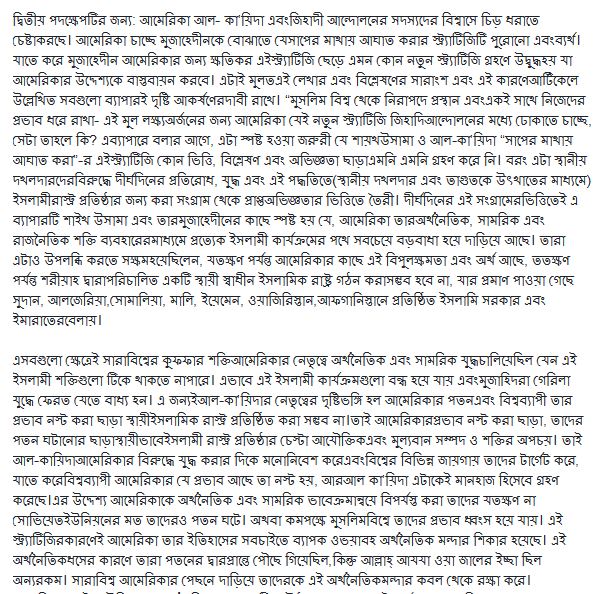 দ্বিতীয় পদক্ষেপটির জন্য: আমেরিকা আল- কা'য়িদা এবংজিহাদী আন্দোলনের সদস্যদের বিশ্বাসে চিড় ধরাতে
চেষ্টাকরছে। আমেরিকা চাচ্ছে মুজাহেদীনকে বোঝাতে যেসাপের মাথায় আঘাত করার স্ট্র্যাটিজিটি পুরোনো এবংব্যর্থ।
যাতে করে মুজাহেদীন আমেরিকার জন্য ক্ষতিকর এইস্ট্র্যাটিজি ছেড়ে এমন কোন নতুন স্ট্র্যাটিজি গ্রহণে উদ্বুদ্ধহয় যা
আমেরিকার উদ্দেশ্যকে বাস্তবায়ন করবে। এটাই মূলতএই লেখার এবং বিশ্লেষণের সারাংশ এবং এই কারণেআর্টিকেলে
উল্লেখিত সবগুলো ব্যাপারই দৃষ্টি আকর্ষণেরদাবী রাখে। “মুসলিম বিশ্ব থেকে নিরাপদে প্রস্থান এবংএকই সাথে নিজেদের
প্রভাব ধরে রাখা- এই মূল লক্ষ্যঅর্জনের জন্য আমেরিকা যেই নতুন স্ট্র্যাটিজি জিহাদিআন্দোলনের মধ্যে ঢোকাতে চাচ্ছে,
সেটা তাহলে কি? এব্যাপারে বলার আগে, এটা স্পষ্ট হওয়া জরুরী যে শায়খউসামা ও আল-কা'য়িদা “সাপের মাথায়
আঘাত করা”-র এইস্ট্র্যাটিজি কোন ভিত্তি, বিশ্লেষণ এবং অভিজ্ঞতা ছাড়াএমনি এমনি গ্রহণ করে নি। বরং এটা স্থানীয়
দখলদারদেরবিরুদ্ধে দীর্ঘদিনের প্রতিরোধ, যুদ্ধ এবং এই পদ্ধতিতে(স্থানীয় দখলদার এবং তাগুতকে উৎখাতের মাধ্যমে)
ইসলামীরাস্ট্র প্রতিষ্ঠার জন্য করা সংগ্রাম থেকে প্রাপ্তঅভিজ্ঞতার ভিত্তিতে তৈরী। দীর্ঘদিনের এই সংগ্রামেরভিত্তিতেই এ
ব্যাপারটি শাইখ উসামা এবং তারমুজাহেদীনের কাছে স্পষ্ট হয় যে, আমেরিকা তারঅর্থনৈতিক, সামরিক এবং
রাজনৈতিক শক্তি ব্যবহারেরমাধ্যমে প্রত্যেক ইসলামী কার্যক্রমের পথে সবচেয়ে বড়বাধা হয়ে দাড়িয়ে আছে। তারা
এটাও উপলব্ধি করতে সক্ষমহয়েছিলেন, যতক্ষণ পর্যন্ত আমেরিকার কাছে এই বিপুলক্ষমতা এবং অর্থ আছে, ততক্ষণ
পর্যন্ত শরীয়াহ দ্বারাপরিচালিত একটি স্থায়ী স্বাধীন ইসলামিক রাষ্ট্র গঠন করাসম্ভব হবে না, যার প্রমাণ পাওয়া গেছে
সুদান, আলজেরিয়া,সোমালিয়া, মালি, ইয়েমেন, ওয়াজিরিস্তান,আফগানিস্তানে প্রতিষ্ঠিত ইসলামি সরকার এবং
ইমারাতেরবেলায়।

এসবগুলো ক্ষেত্রেই সারাবিশ্বের কুফফার শক্তিআমেরিকার নেতৃত্বে অর্থনৈতিক এবং সামরিক যুদ্ধচালিয়েছিল যেন এই
ইসলামী শক্তিগুলো টিকে থাকতে নাপারে। এভাবে এই ইসলামী কার্যক্রমগুলো বন্ধ হয়ে যায় এবংমুজাহিদরা গেরিলা
যুদ্ধে ফেরত যেতে বাধ্য হন। এ জন্যইআল-কা'য়িদার নেতৃত্বের দৃষ্টিভঙ্গি হল আমেরিকার পতনএবং বিশ্বব্যাপী তার
প্রভাব নস্ট করা ছাড়া স্থায়ীইসলামিক রাস্ট্র প্রতিষ্ঠিত করা সম্ভব না।তাই আমেরিকারপ্রভাব নস্ট করা ছাড়া, তাদের
পতন ঘটানোর ছাড়াস্থায়ীভাবেইসলামী রাস্ট্র প্রতিষ্ঠার চেস্টা আযৌক্তিকএবং মূল্যবান সম্পদ ও শক্তির অপচয়। তাই
আল-কায়িদাআমেরিকার বিরুদ্ধে যুদ্ধ করার দিকে মনোনিবেশ করেএবংবিশ্বের বিভিন্ন জায়গায় তাদের টার্গেট করে,
যাতে করেবিশ্বব্যাপী আমেরিকার যে প্রভাব আছে তা নস্ট হয়, আরআল কা'য়িদা এটাকেই মানহাজ হিসেবে গ্রহণ
করেছে।এর উদ্দেশ্য আমেরিকাকে অর্থনৈতিক এবং সামরিক ভাবেক্রমান্বয়ে বিপর্যস্ত করা তাদের যতক্ষণ না
সোভিয়েতইউনিয়নের মত তাদেরও পতন ঘটে। অথবা কমপক্ষে মুসলিমবিশ্বে তাদের প্রভাব ধ্বংস হয়ে যায়। এই
স্ট্র্যাটিজিরকারণেই আমেরিকা তার ইতিহাসের সবচাইতে ব্যাপক ওভয়াবহ অর্থনৈতিক মন্দার শিকার হয়েছে। এই
অর্থনৈতিকধসের কারণে তারা পতনের দ্বারপ্রান্তে পৌছে গিয়েছিল,কিন্তু আল্লাহ্ আযযা ওয়া জালের ইচ্ছা ছিল
অন্যরকম। সারাবিশ্ব আমেরিকার পেছনে দাড়িয়ে তাদেরকে এই অর্থনৈতিকমন্দার কবল থেকে রক্ষা করে।